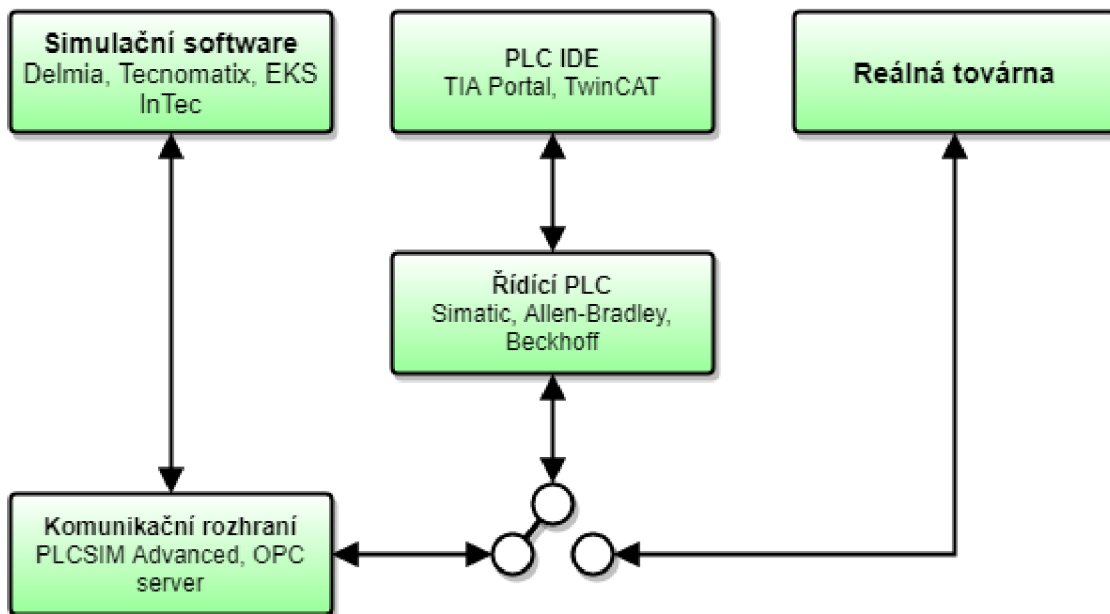 Simulační software
Delmia, Tecnomatix, EKS
InTec
PLC IDE
TIA Portal, TwinCAT
Reálná továrna
Řídící PLC
Simatic, Allen-Bradley,
Beckhoff
Komunikační rozhraní
PLCSIM Advanced, OPC
server